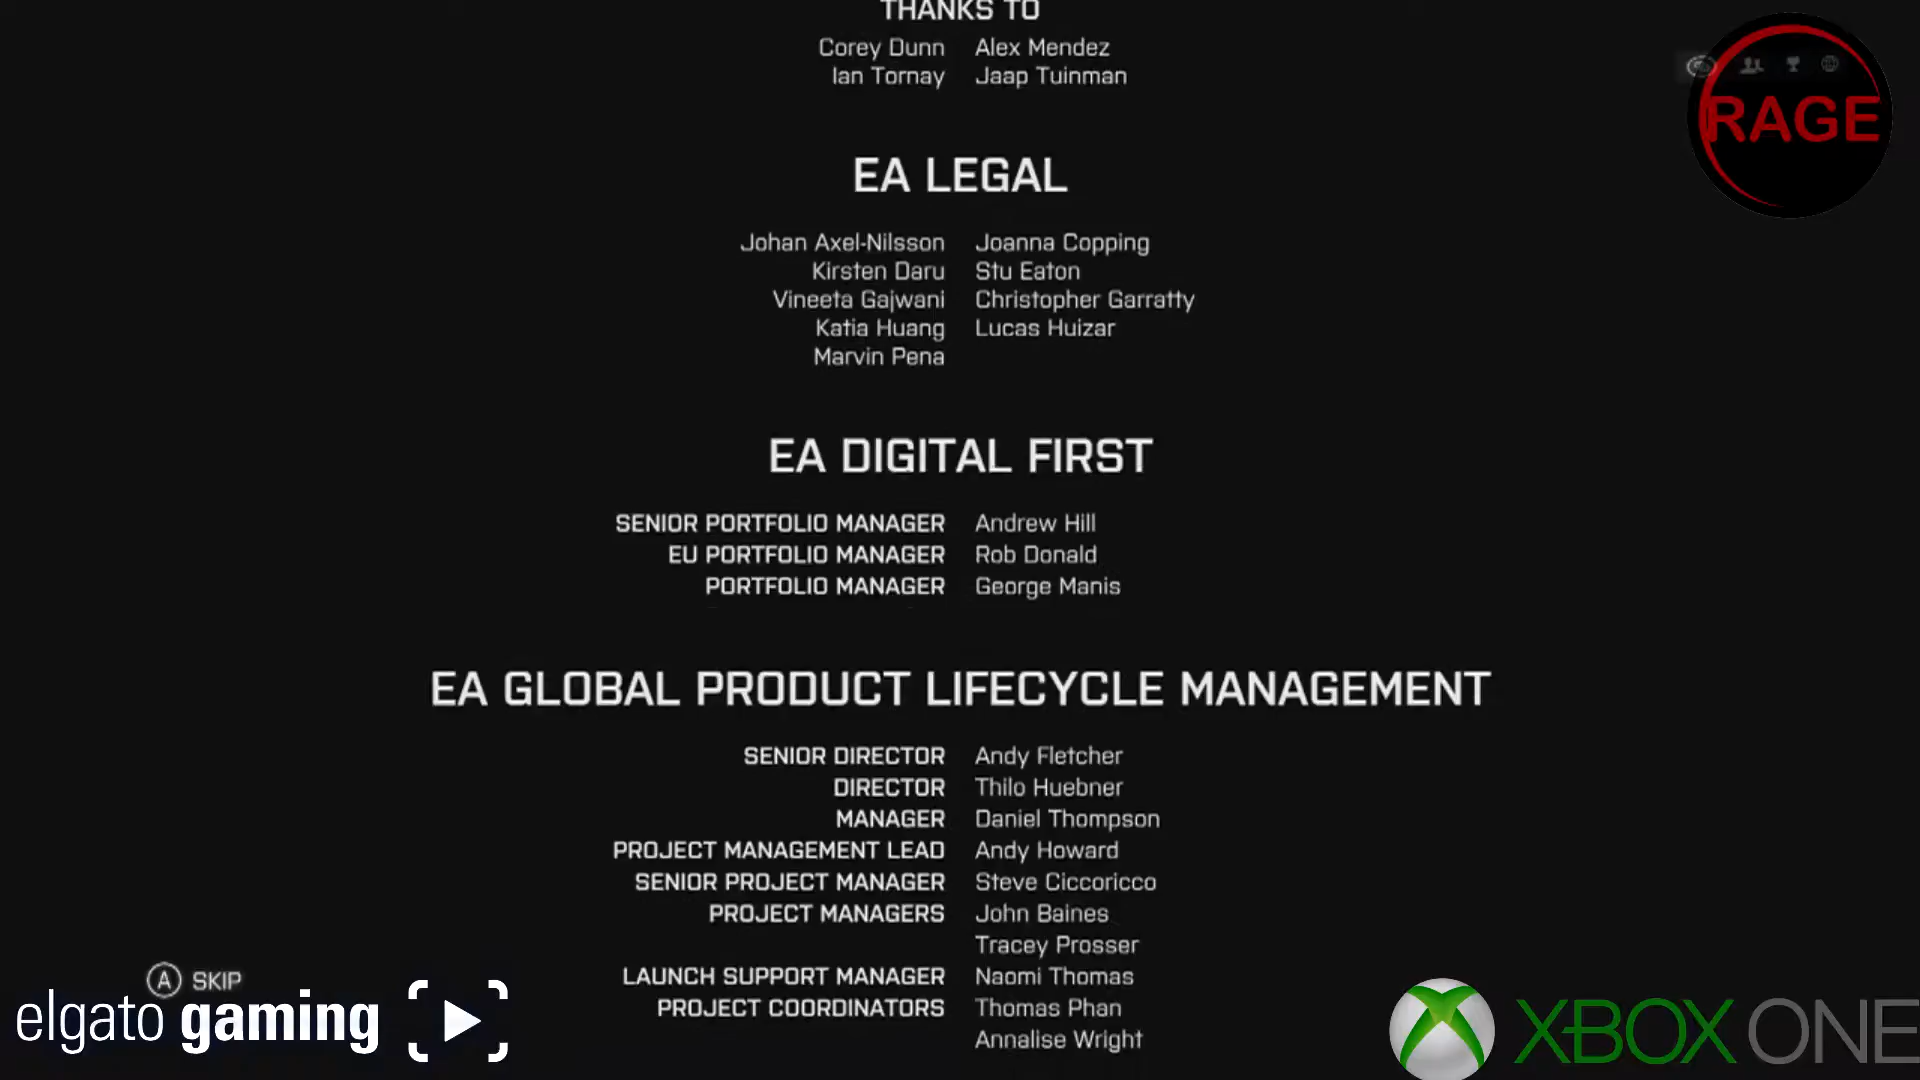 THANKS TO
Corey Dunn Alex Mendez
Ian Tornay Jaap Tuinman
RAGE
EA LEGAL
Johan Axel-Nilsson Joanna Copping
Kirsten Daru Stu Eaton
Vineeta Gajwani Christopher Garratty
Katia Huang Lucas Huizar
Marvin Pena
EA DIGITAL FIRST
SENIOR PORTFOLIO MANAGER Andrew Hill
EU PORTFOLIO MANAGER Rob Donald
PORTFOLIO MANAGER George Manis
EA GLOBAL PRODUCT LIFECYCLE MANAGEMENT
SENIOR DIRECTOR Andy Fletcher
DIRECTOR Thilo Huebner
MANAGER Daniel Thompson
PROJECT MANAGEMENT LEAD Andy Howard
SENIOR PROJECT MANAGER Steve Ciccoricco
PROJECT MANAGERS John Baines
Tracey Prosser
LAUNCH SUPPORT MANAGER Naomi Thomas
PROJECT COORDINATORS Thomas Phan
Annalise Wright
A SKIP
elgato gaming
XBOX ONE